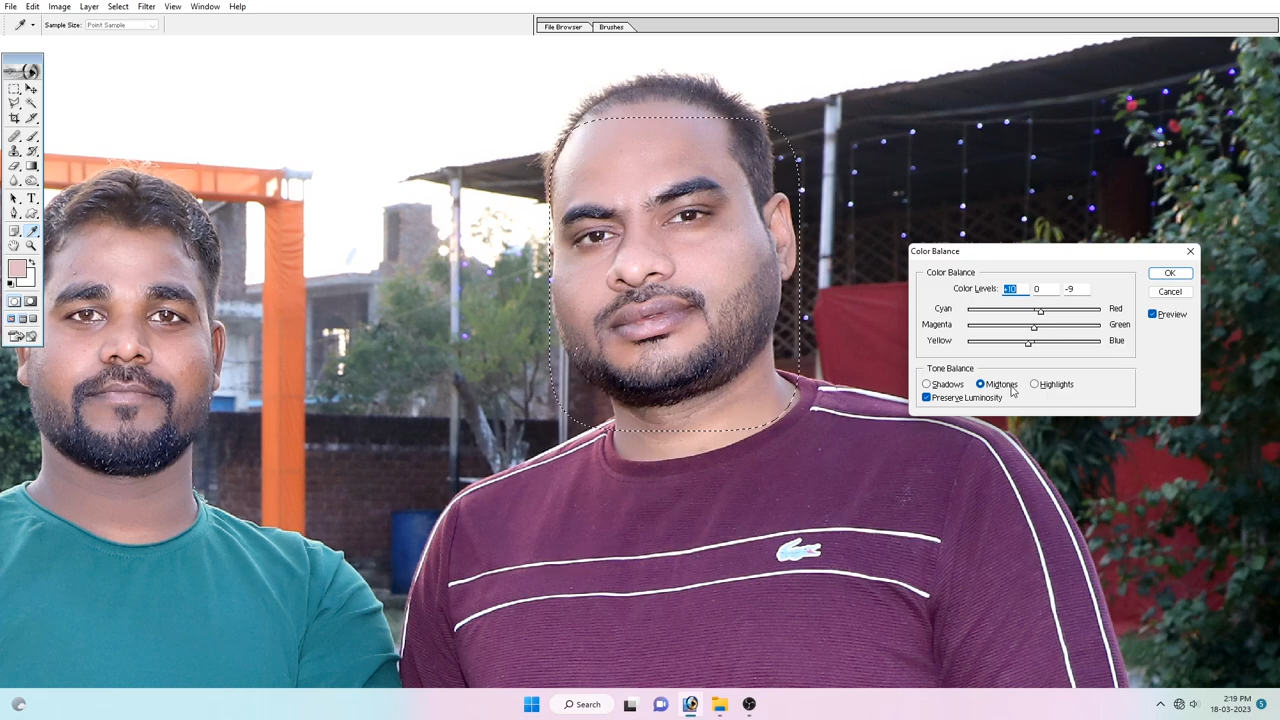 File Edit Image Layer Select Filter View Window Help
Sample Size: Point Sample
File Browser Brushes
Color Balance
Color Balance
Color Levels: +10 0 -9
Cyan Red
Magenta Green
Yellow Blue
Tone Balance
Shadows Midtones Highlights
Preserve Luminosity
OK
Cancel
Preview
T
Search
2:19 PM
18-03-2023
5